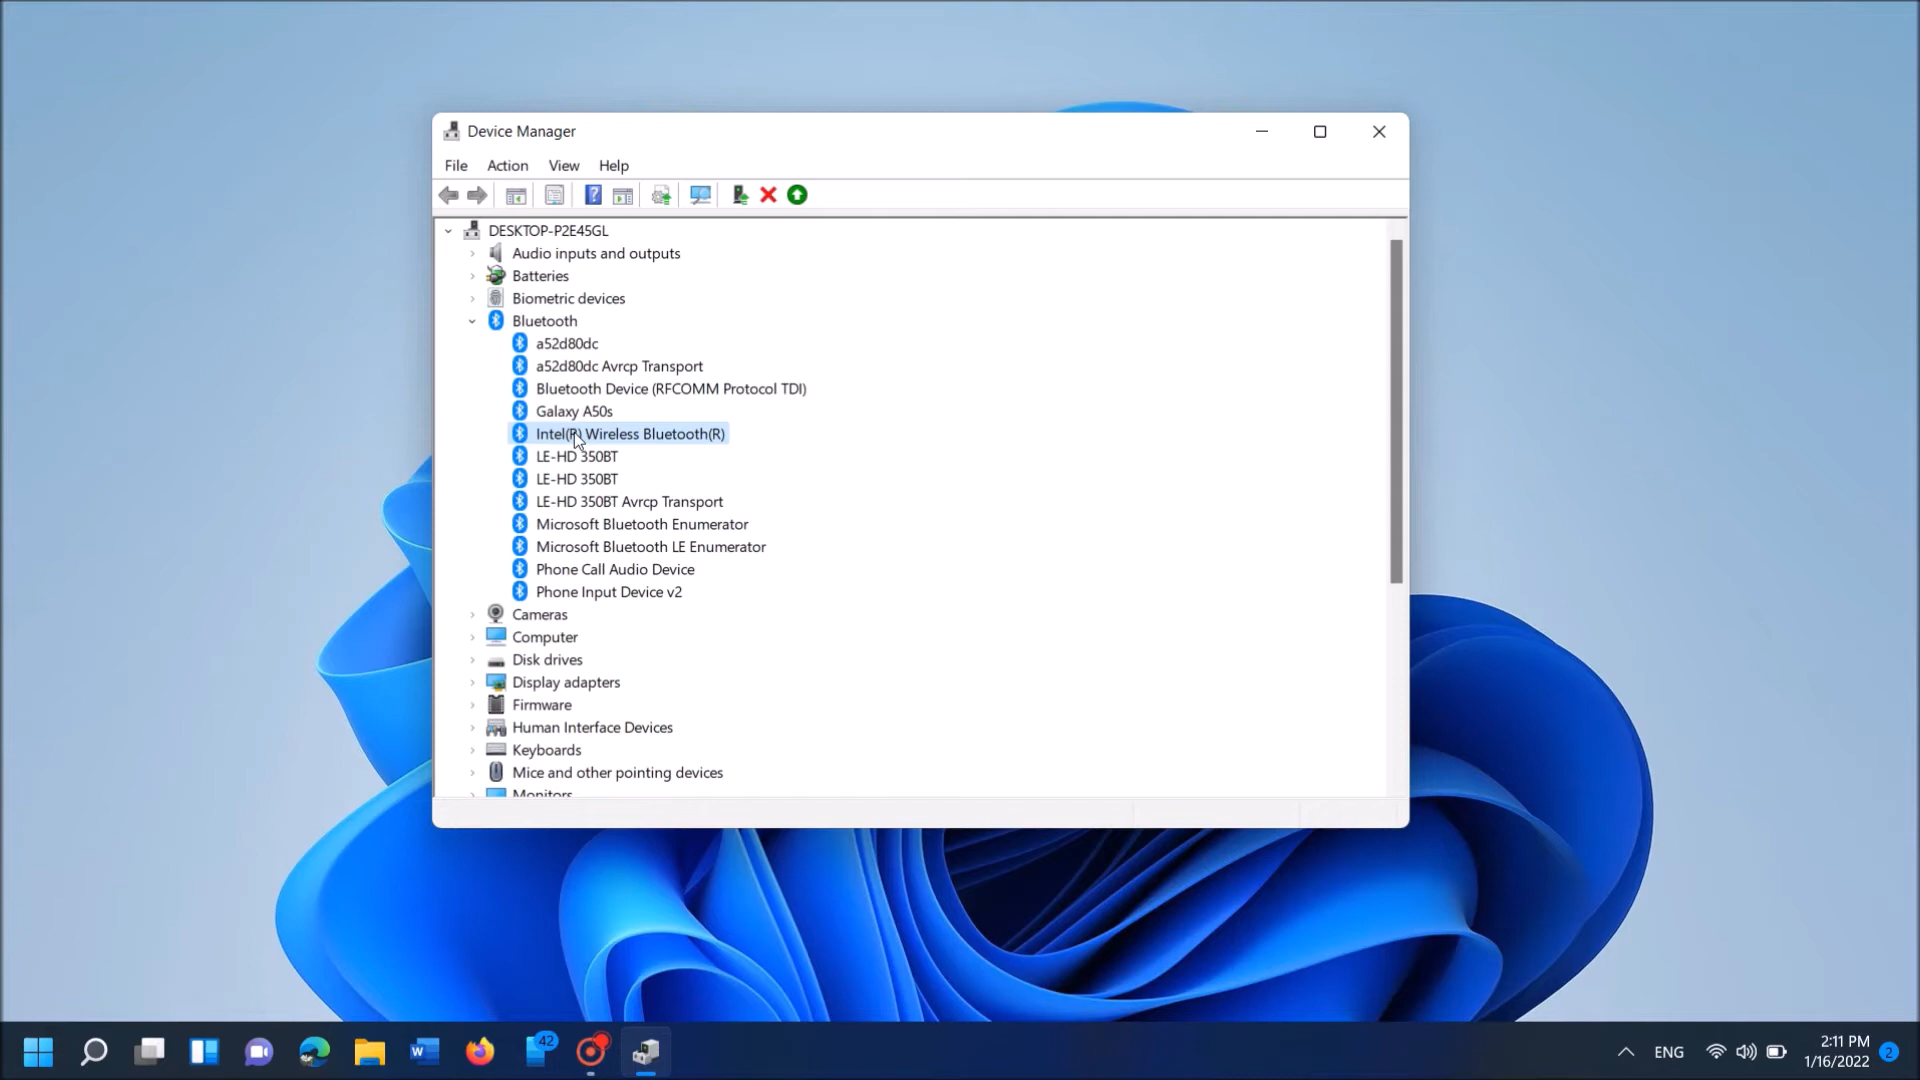 Device Manager
File Action View Help
DESKTOP-P2E45GL
Audio inputs and outputs
Batteries
Biometric devices
Bluetooth
a52d80dc
a52d80dc Avrcp Transport
Bluetooth Device (RFCOMM Protocol TDI)
Galaxy A50s
Intel(R) Wireless Bluetooth(R)
LE-HD 350BT
LE-HD 350BT
LE-HD 350BT Avrcp Transport
Microsoft Bluetooth Enumerator
Microsoft Bluetooth LE Enumerator
Phone Call Audio Device
Phone Input Device v2
Cameras
Computer
Disk drives
Display adapters
Firmware
Human Interface Devices
Keyboards
Mice and other pointing devices
Monitors
42
ENG
2:11 PM
1/16/2022
2